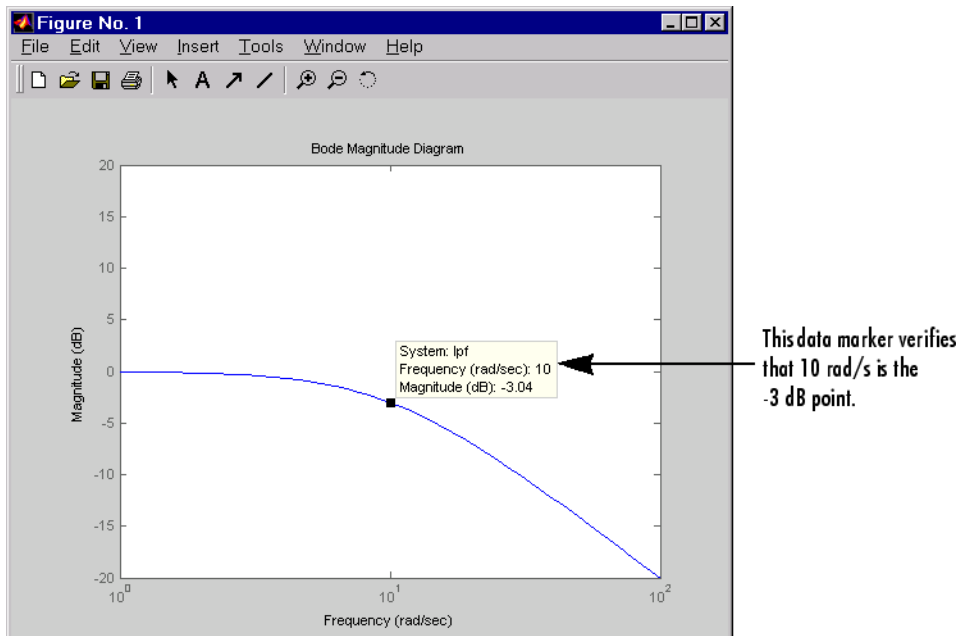 Figure No. 1
File Edit View Insert Tools Window Help
A
Bode Magnitude Diagram
20
15
10
5
0
-5
-10
-15
-20
Magnitude (dB)
System: lpf
Frequency (rad/sec): 10
Magnitude (dB): -3.04
This data marker verifies
that 10 rad/s is the
-3 dB point.
10^0 10^1 10^2
Frequency (rad/sec)